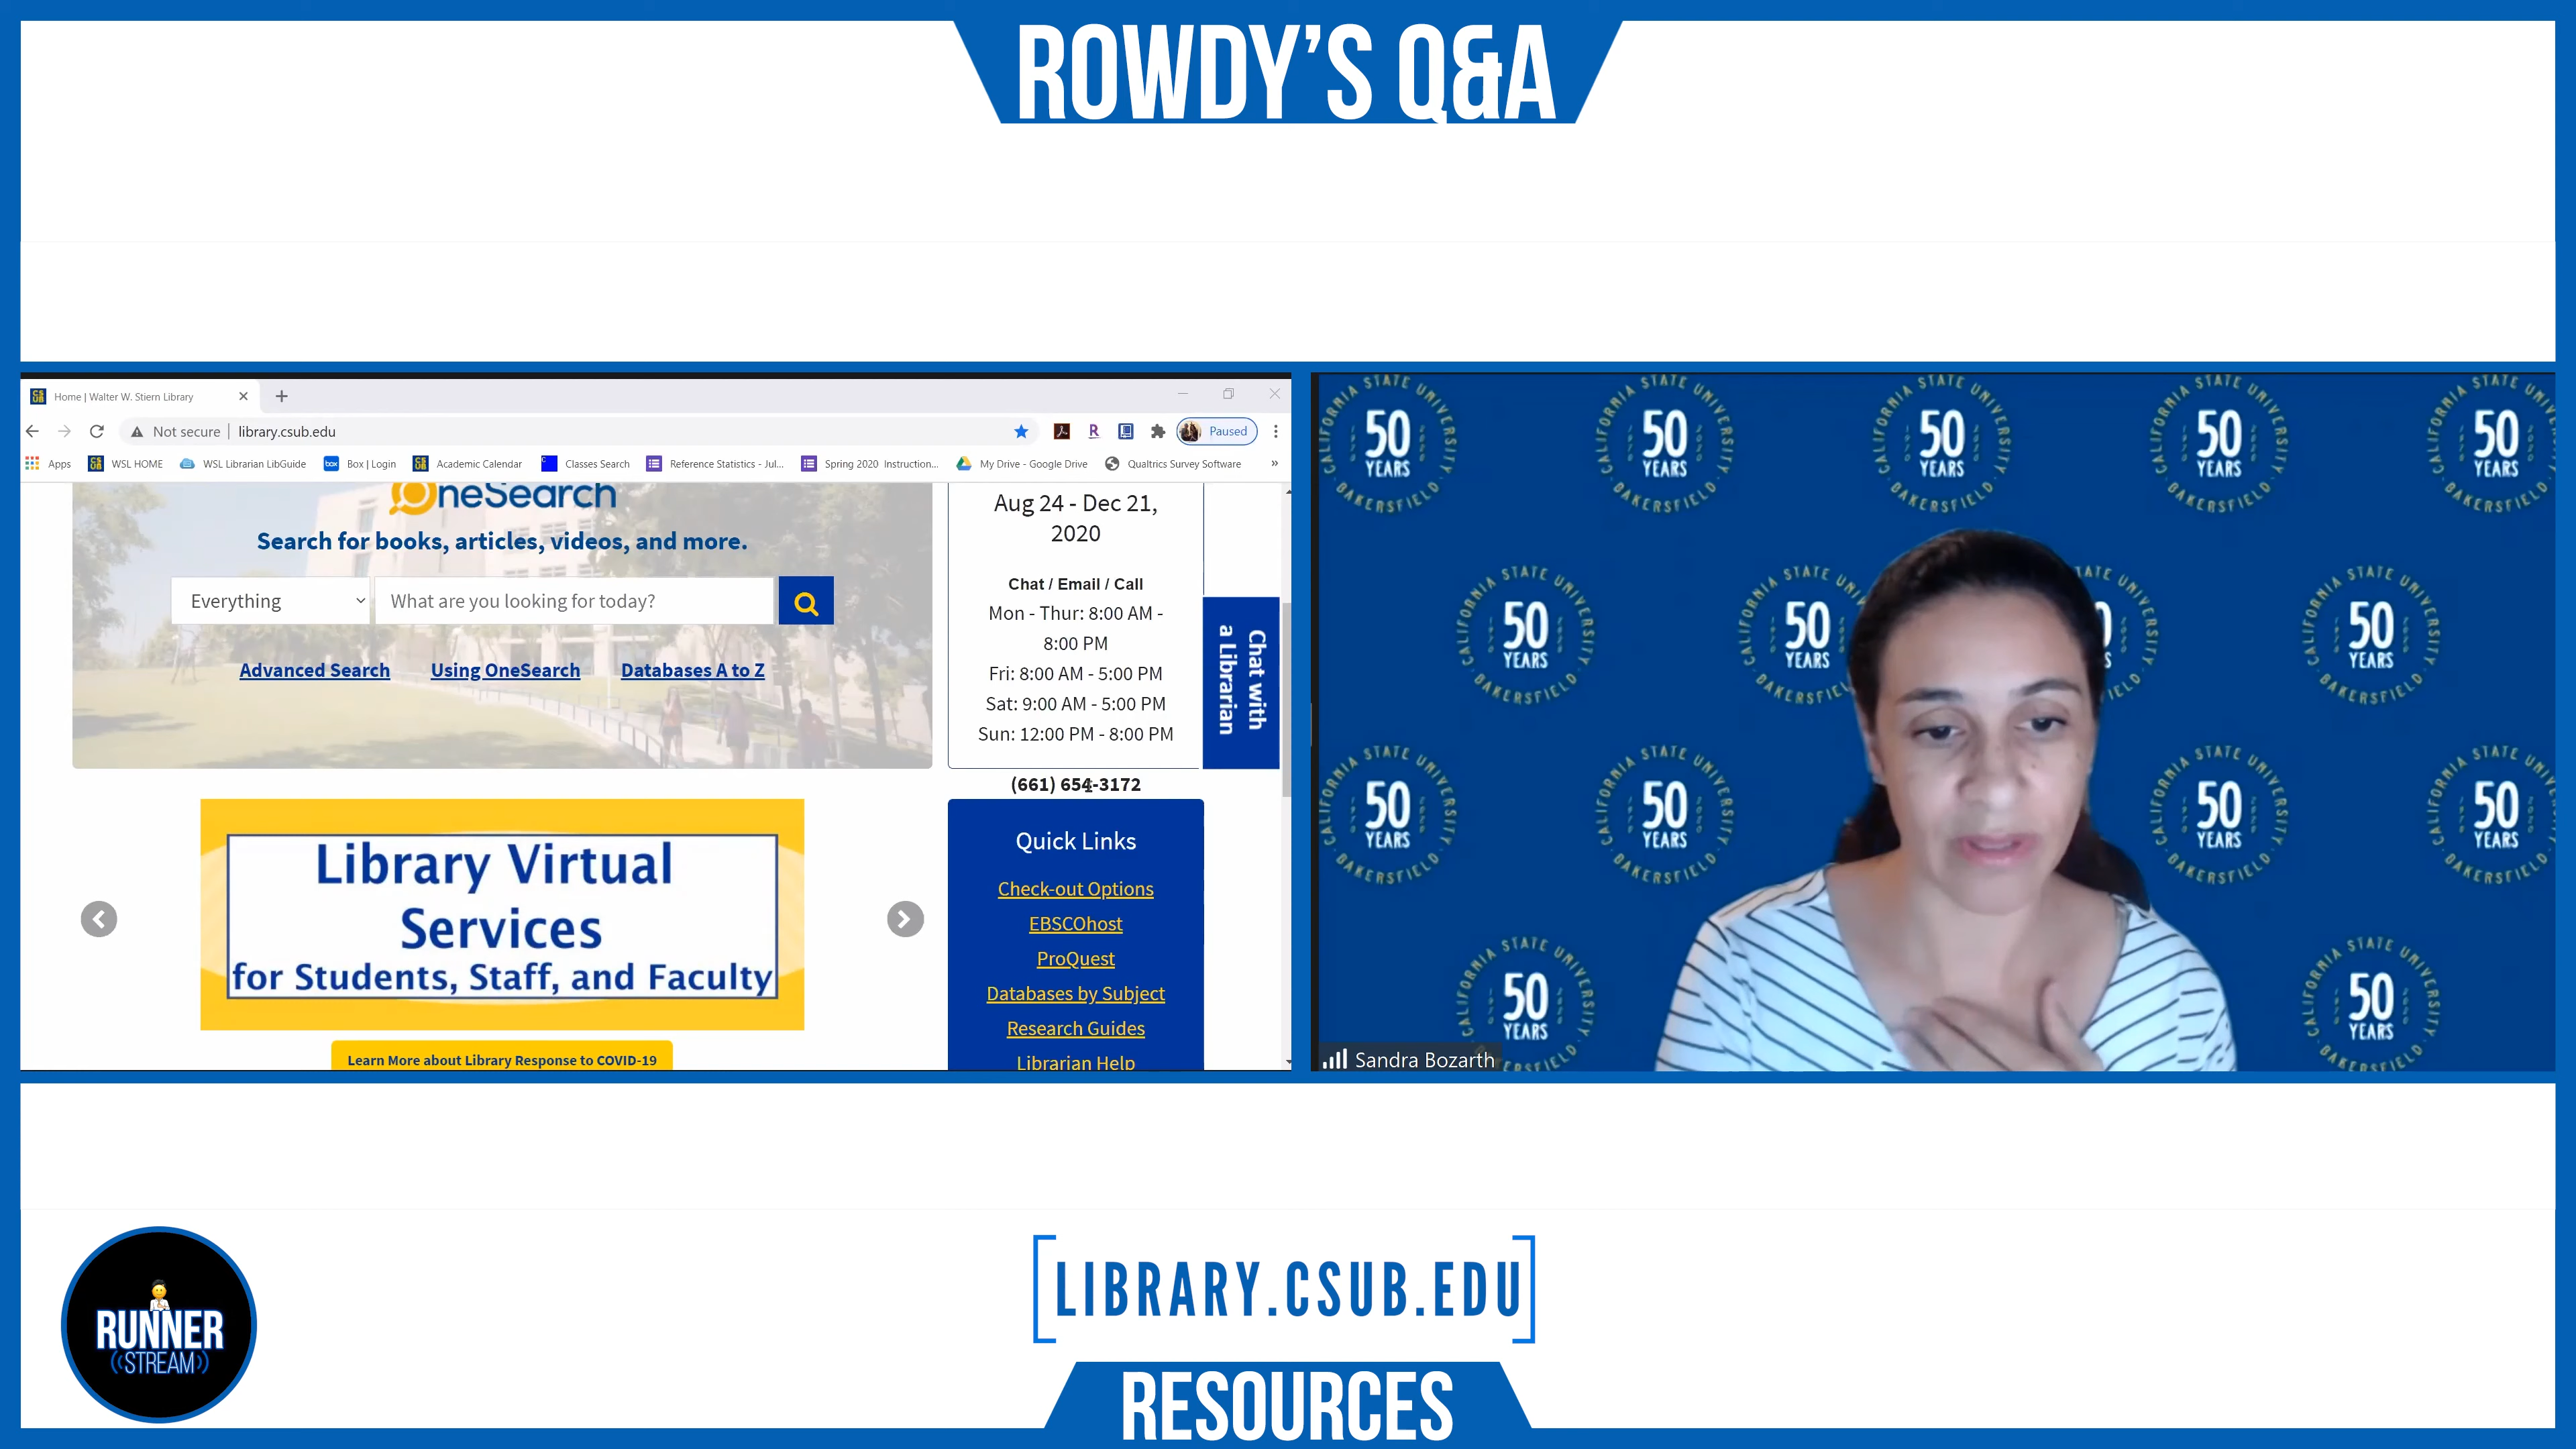 ROWDY'S Q&A
Home | Walter W. Stiern Library
Not secure | library.csub.edu
Paused
Apps
WSL HOME
WSL Librarian LibGuide
Box | Login
Academic Calendar
Classes Search
Reference Statistics - Jul...
Spring 2020 Instruction...
My Drive - Google Drive
Qualtrics Survey Software
»
OneSearch
Search for books, articles, videos, and more.
Everything
What are you looking for today?
Advanced Search
Using OneSearch
Databases A to Z
Aug 24 - Dec 21,
2020
Chat / Email / Call
Mon - Thur: 8:00 AM -
8:00 PM
Fri: 8:00 AM - 5:00 PM
Sat: 9:00 AM - 5:00 PM
Sun: 12:00 PM - 8:00 PM
Chat with
a Librarian
(661) 654-3172
Library Virtual
Services
for Students, Staff, and Faculty
Learn More about Library Response to COVID-19
Quick Links
Check-out Options
EBSCOhost
ProQuest
Databases by Subject
Research Guides
Librarian Help
CALIFORNIA STATE UNIVERSITY
BAKERSFIELD
50
YEARS
Sandra Bozarth
RUNNER
STREAM
LIBRARY.CSUB.EDU
RESOURCES